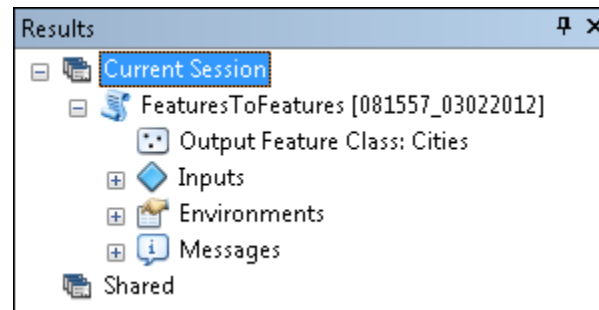 Results
Current Session
FeaturesToFeatures [081557_03022012]
Output Feature Class: Cities
Inputs
Environments
Messages
Shared